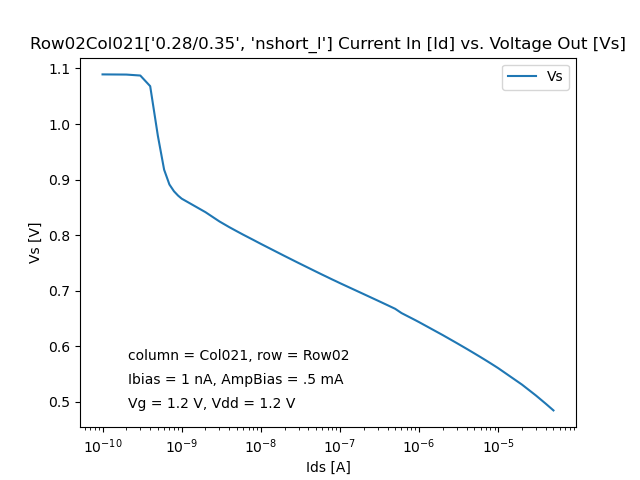 Row02Col021['0.28/0.35', 'nshort_l'] Current In [Id] vs. Voltage Out [Vs]
Vs
1.1
1.0
0.9
0.8
0.7
0.6
0.5
Vs [V]
column = Col021, row = Row02
Ibias = 1 nA, AmpBias = .5 mA
Vg = 1.2 V, Vdd = 1.2 V
10⁻¹⁰ 10⁻⁹ 10⁻⁸ 10⁻⁷ 10⁻⁶ 10⁻⁵
Ids [A]